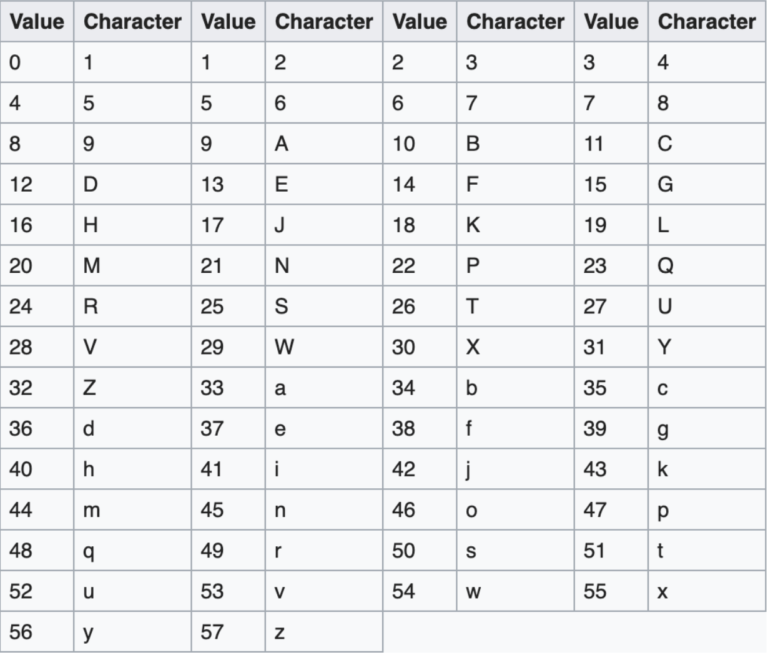 Value Character Value Character Value Character Value Character
0 1 1 2 2 3 3 4
4 5 5 6 6 7 7 8
8 9 9 A 10 B 11 C
12 D 13 E 14 F 15 G
16 H 17 J 18 K 19 L
20 M 21 N 22 P 23 Q
24 R 25 S 26 T 27 U
28 V 29 W 30 X 31 Y
32 Z 33 a 34 b 35 c
36 d 37 e 38 f 39 g
40 h 41 i 42 j 43 k
44 m 45 n 46 o 47 p
48 q 49 r 50 s 51 t
52 u 53 v 54 w 55 x
56 y 57 z